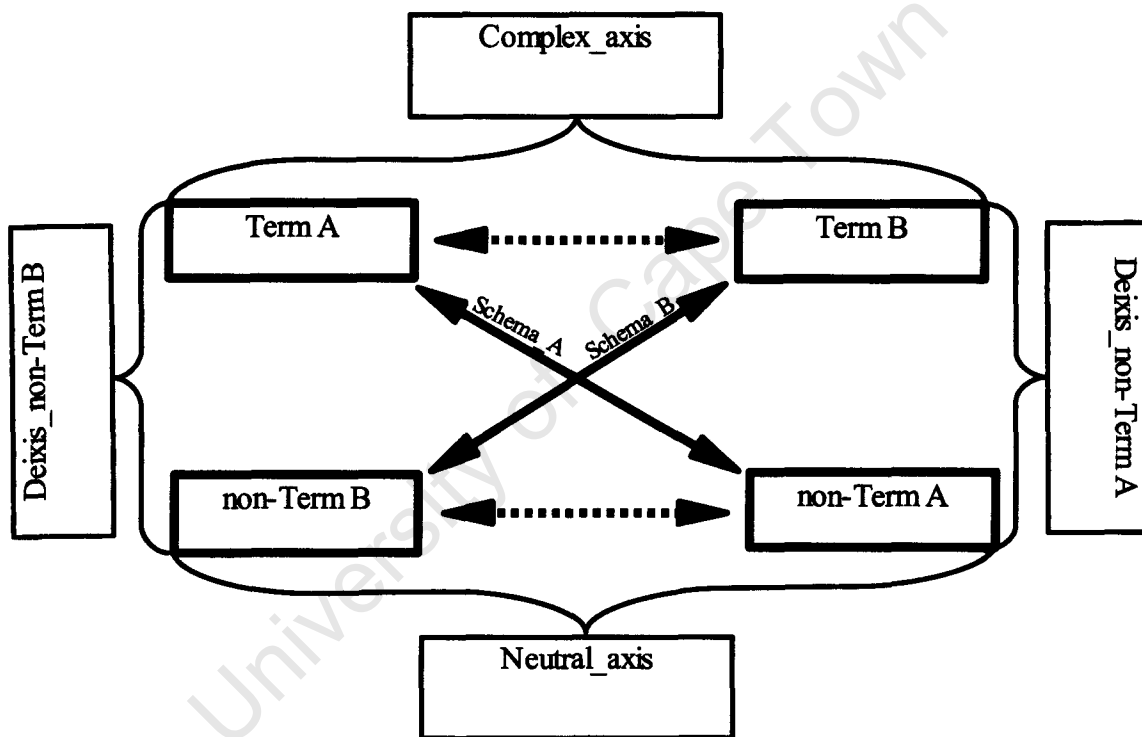 Complex_axis
Term A
Term B
Deixis_non-Term B
Schema_A
Schema_B
Deixis_non-Term A
non-Term B
non-Term A
Neutral_axis
University of Cape Town